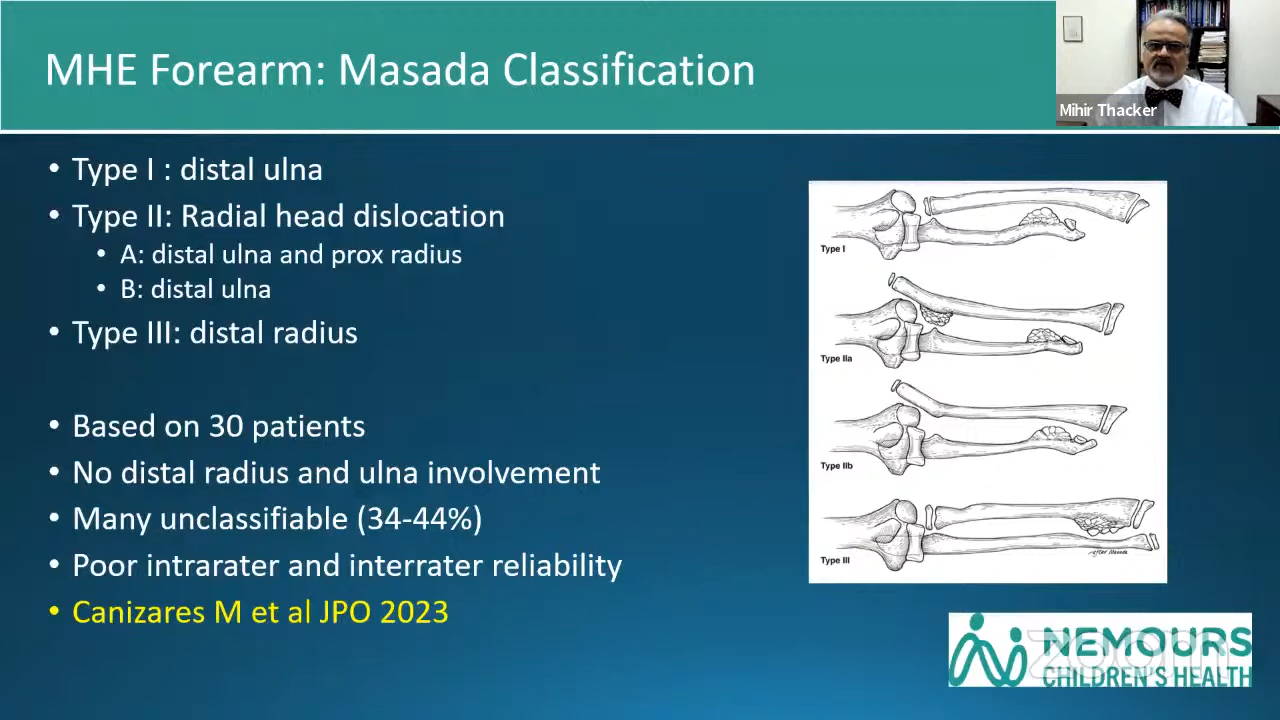 MHE Forearm: Masada Classification
Mihir Thacker
• Type I : distal ulna
• Type II: Radial head dislocation
• A: distal ulna and prox radius
• B: distal ulna
• Type III: distal radius
• Based on 30 patients
• No distal radius and ulna involvement
• Many unclassifiable (34-44%)
• Poor intrarater and interrater reliability
• Canizares M et al JPO 2023
Type I
Type IIa
Type IIb
Type III
after Masada
NEMOURS
CHILDREN'S HEALTH
zoom